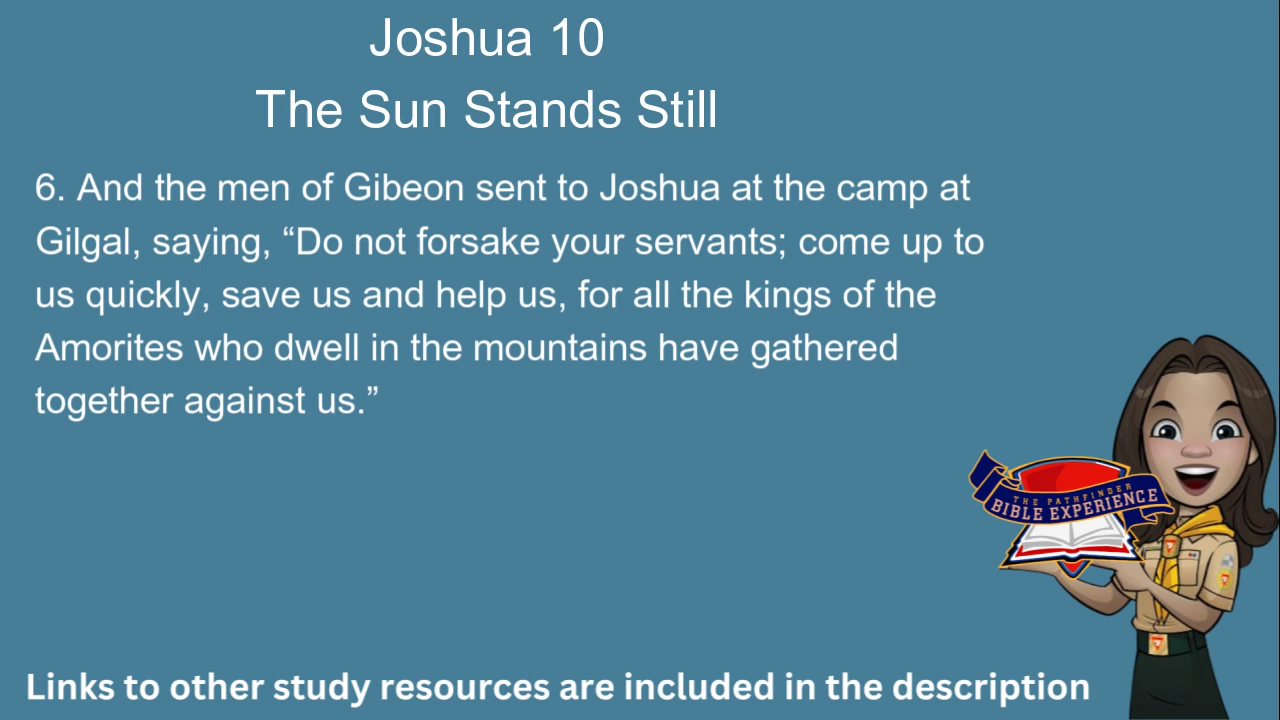 Joshua 10
The Sun Stands Still
6. And the men of Gibeon sent to Joshua at the camp at
Gilgal, saying, “Do not forsake your servants; come up to
us quickly, save us and help us, for all the kings of the
Amorites who dwell in the mountains have gathered
together against us.”
THE PATHFINDER
BIBLE EXPERIENCE
Links to other study resources are included in the description